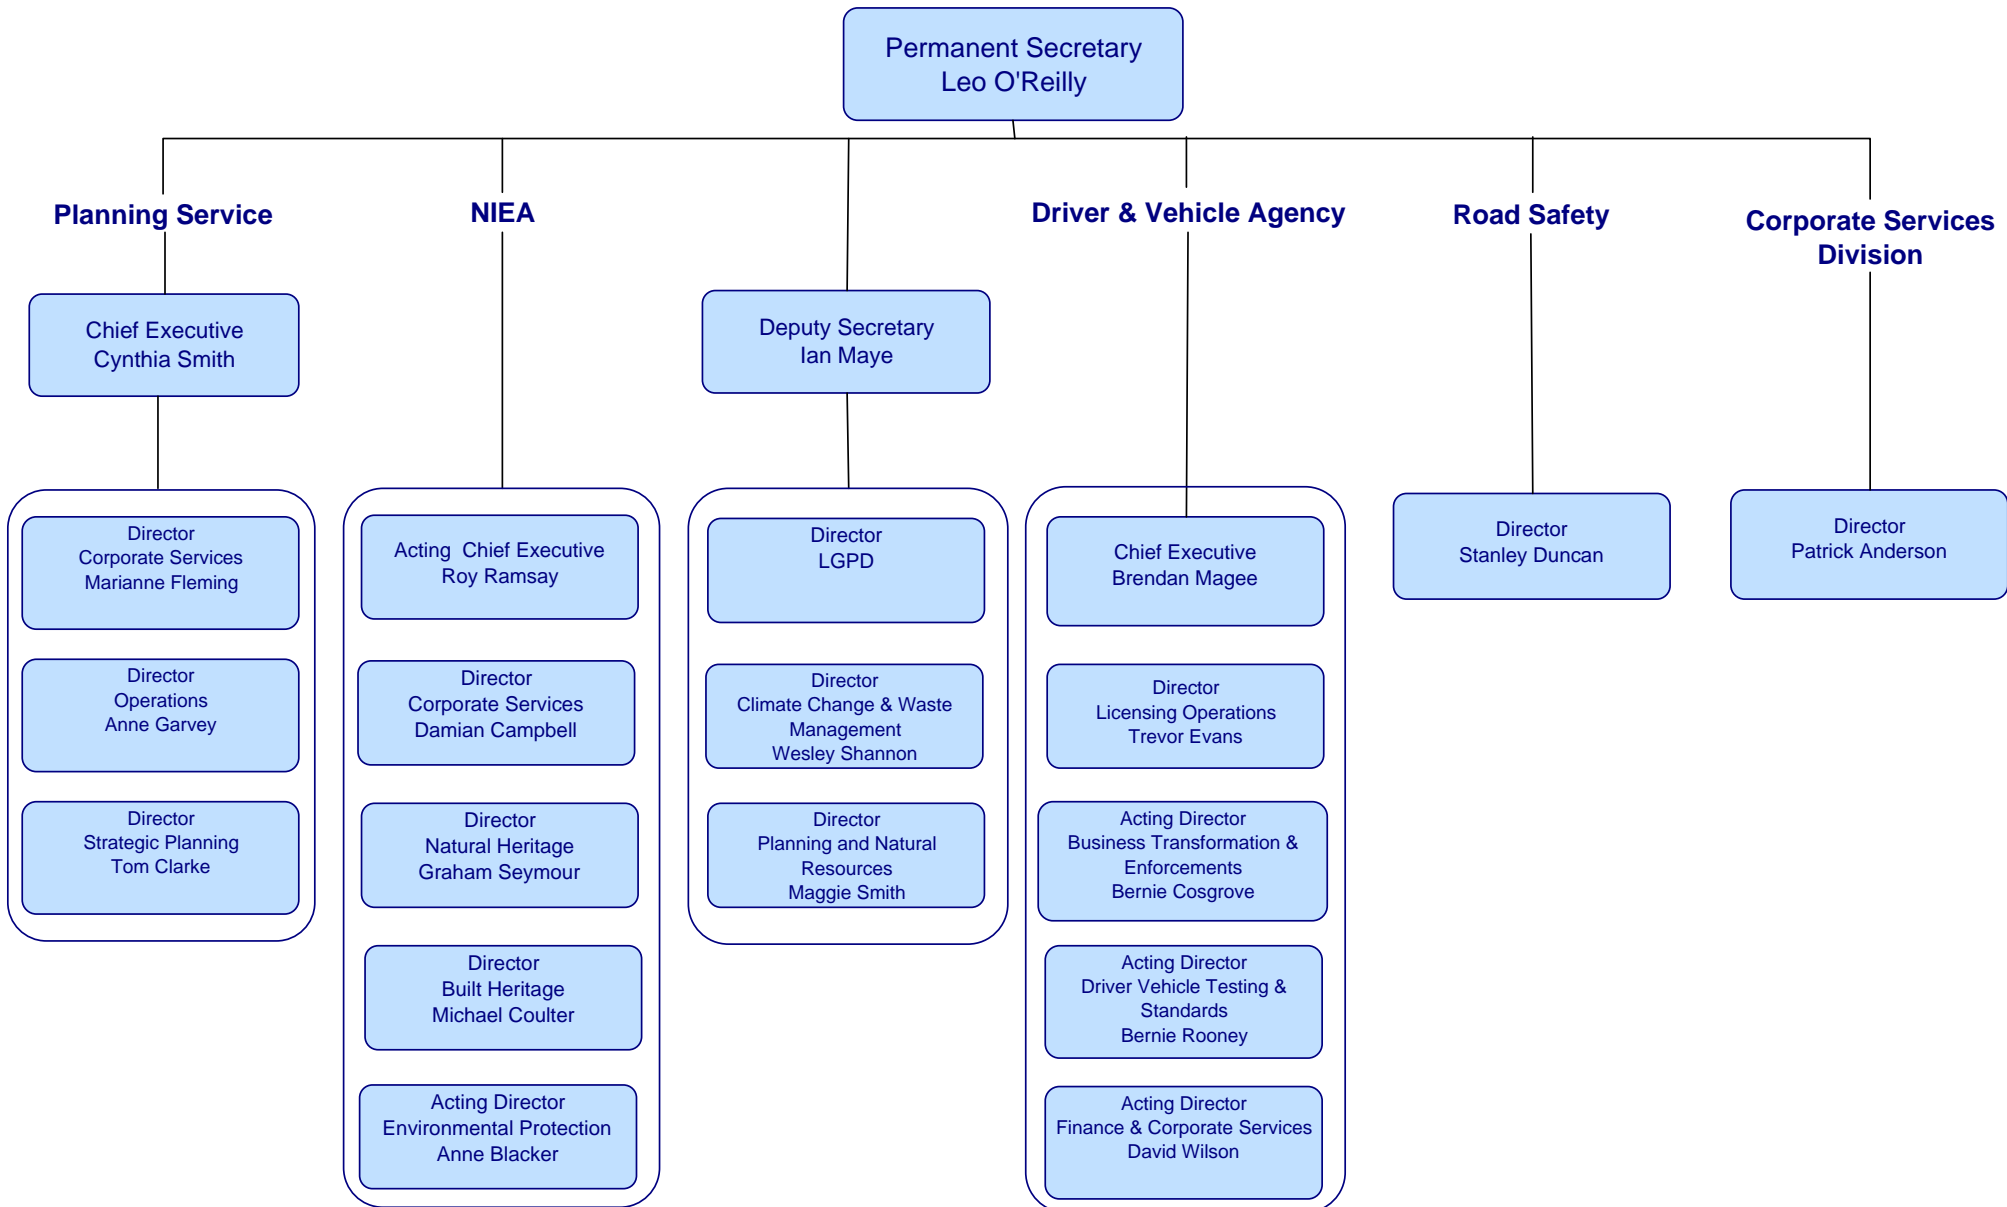 Permanent Secretary
Leo O'Reilly
Planning Service
NIEA
Driver & Vehicle Agency
Road Safety
Corporate Services
Division
Chief Executive
Cynthia Smith
Deputy Secretary
Ian Maye
Director
Corporate Services
Marianne Fleming
Director
Operations
Anne Garvey
Director
Strategic Planning
Tom Clarke
Acting Chief Executive
Roy Ramsay
Director
Corporate Services
Damian Campbell
Director
Natural Heritage
Graham Seymour
Director
Built Heritage
Michael Coulter
Acting Director
Environmental Protection
Anne Blacker
Director
LGPD
Director
Climate Change & Waste
Management
Wesley Shannon
Director
Planning and Natural
Resources
Maggie Smith
Chief Executive
Brendan Magee
Director
Licensing Operations
Trevor Evans
Acting Director
Business Transformation &
Enforcements
Bernie Cosgrove
Acting Director
Driver Vehicle Testing &
Standards
Bernie Rooney
Acting Director
Finance & Corporate Services
David Wilson
Director
Stanley Duncan
Director
Patrick Anderson